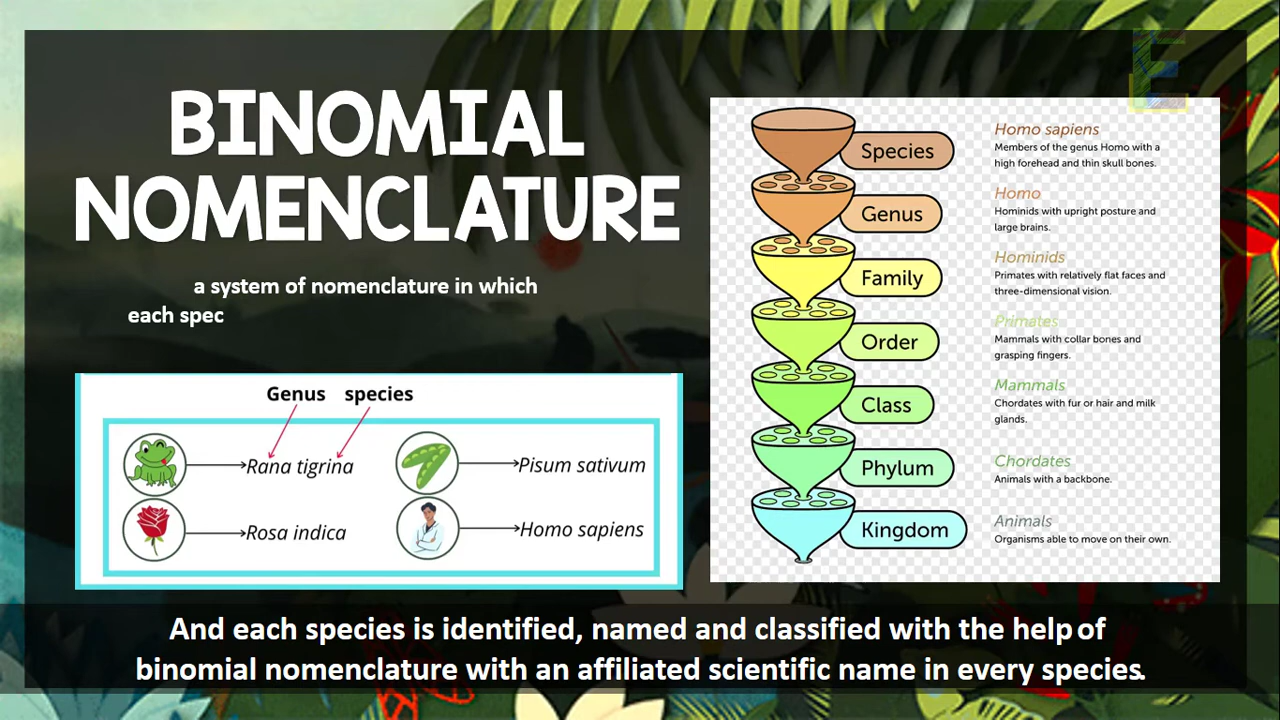 BINOMIAL
NOMENCLATURE
a system of nomenclature in which
each spec
Genus species
Rana tigrina
Pisum sativum
Rosa indica
Homo sapiens
Species
Homo sapiens
Members of the genus Homo with a
high forehead and thin skull bones.
Genus
Homo
Hominids with upright posture and
large brains.
Family
Hominids
Primates with relatively flat faces and
three-dimensional vision.
Order
Primates
Mammals with collar bones and
grasping fingers.
Class
Mammals
Chordates with fur or hair and milk
glands.
Phylum
Chordates
Animals with a backbone.
Kingdom
Animals
Organisms able to move on their own.
E
And each species is identified, named and classified with the help of
binomial nomenclature with an affiliated scientific name in every species.